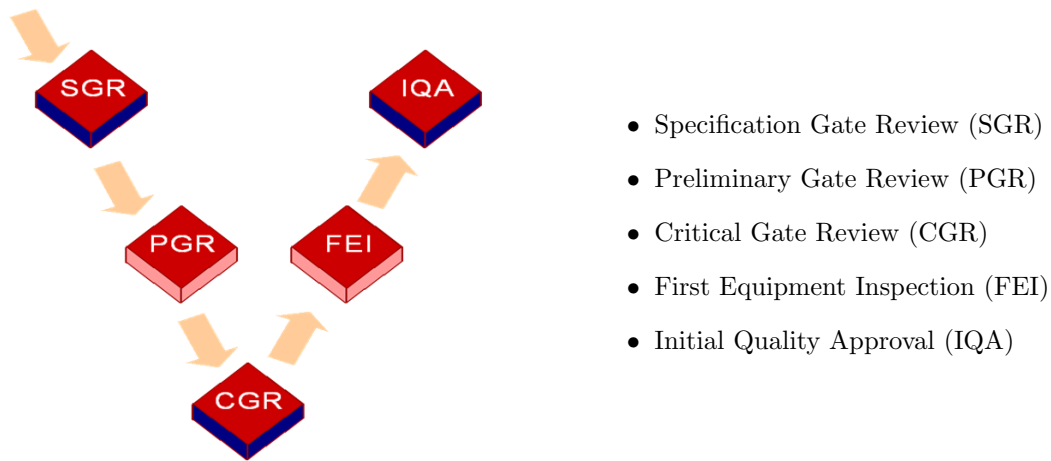 SGR
IQA
PGR
FEI
CGR
• Specification Gate Review (SGR)
• Preliminary Gate Review (PGR)
• Critical Gate Review (CGR)
• First Equipment Inspection (FEI)
• Initial Quality Approval (IQA)